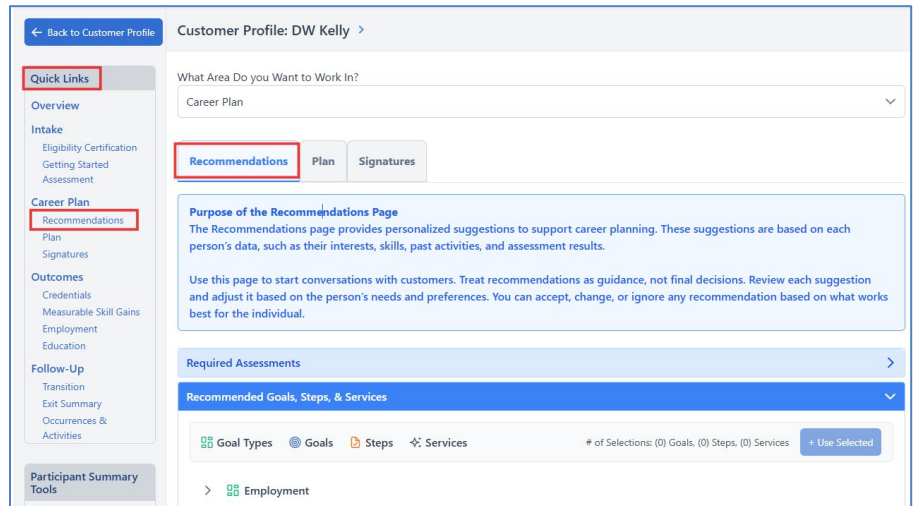 ← Back to Customer Profile
Customer Profile: DW Kelly >
Quick Links
Overview
Intake
Eligibility Certification
Getting Started
Assessment
Career Plan
Recommendations
Plan
Signatures
Outcomes
Credentials
Measurable Skill Gains
Employment
Education
Follow-Up
Transition
Exit Summary
Occurrences &
Activities
Participant Summary
Tools
What Area Do you Want to Work In?
Career Plan
Recommendations Plan Signatures
Purpose of the Recommendations Page
The Recommendations page provides personalized suggestions to support career planning. These suggestions are based on each
person's data, such as their interests, skills, past activities, and assessment results.
Use this page to start conversations with customers. Treat recommendations as guidance, not final decisions. Review each suggestion
and adjust it based on the person's needs and preferences. You can accept, change, or ignore any recommendation based on what works
best for the individual.
Required Assessments
Recommended Goals, Steps, & Services
Goal Types Goals Steps Services # of Selections: (0) Goals, (0) Steps, (0) Services + Use Selected
Employment